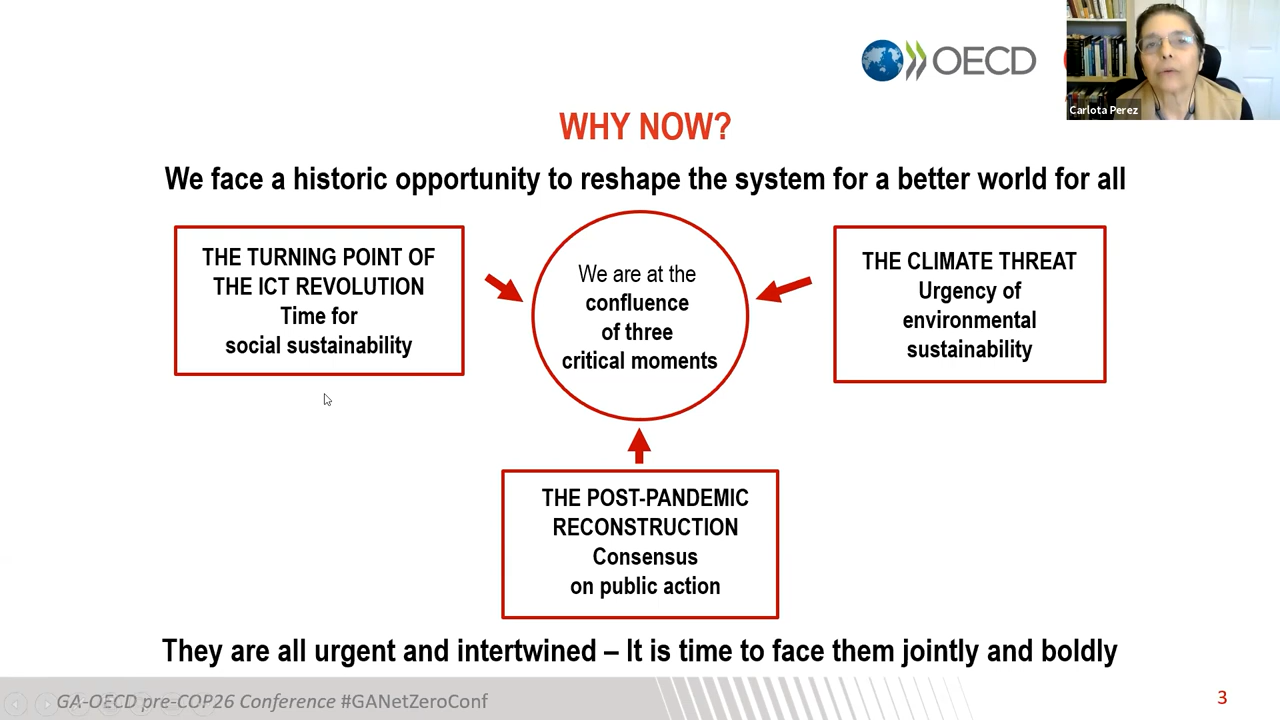 OECD
Carlota Perez
WHY NOW?
We face a historic opportunity to reshape the system for a better world for all
THE TURNING POINT OF
THE ICT REVOLUTION
Time for
social sustainability
We are at the
confluence
of three
critical moments
THE CLIMATE THREAT
Urgency of
environmental
sustainability
THE POST-PANDEMIC
RECONSTRUCTION
Consensus
on public action
They are all urgent and intertwined – It is time to face them jointly and boldly
GA-OECD pre-COP26 Conference #GANetZeroConf
3